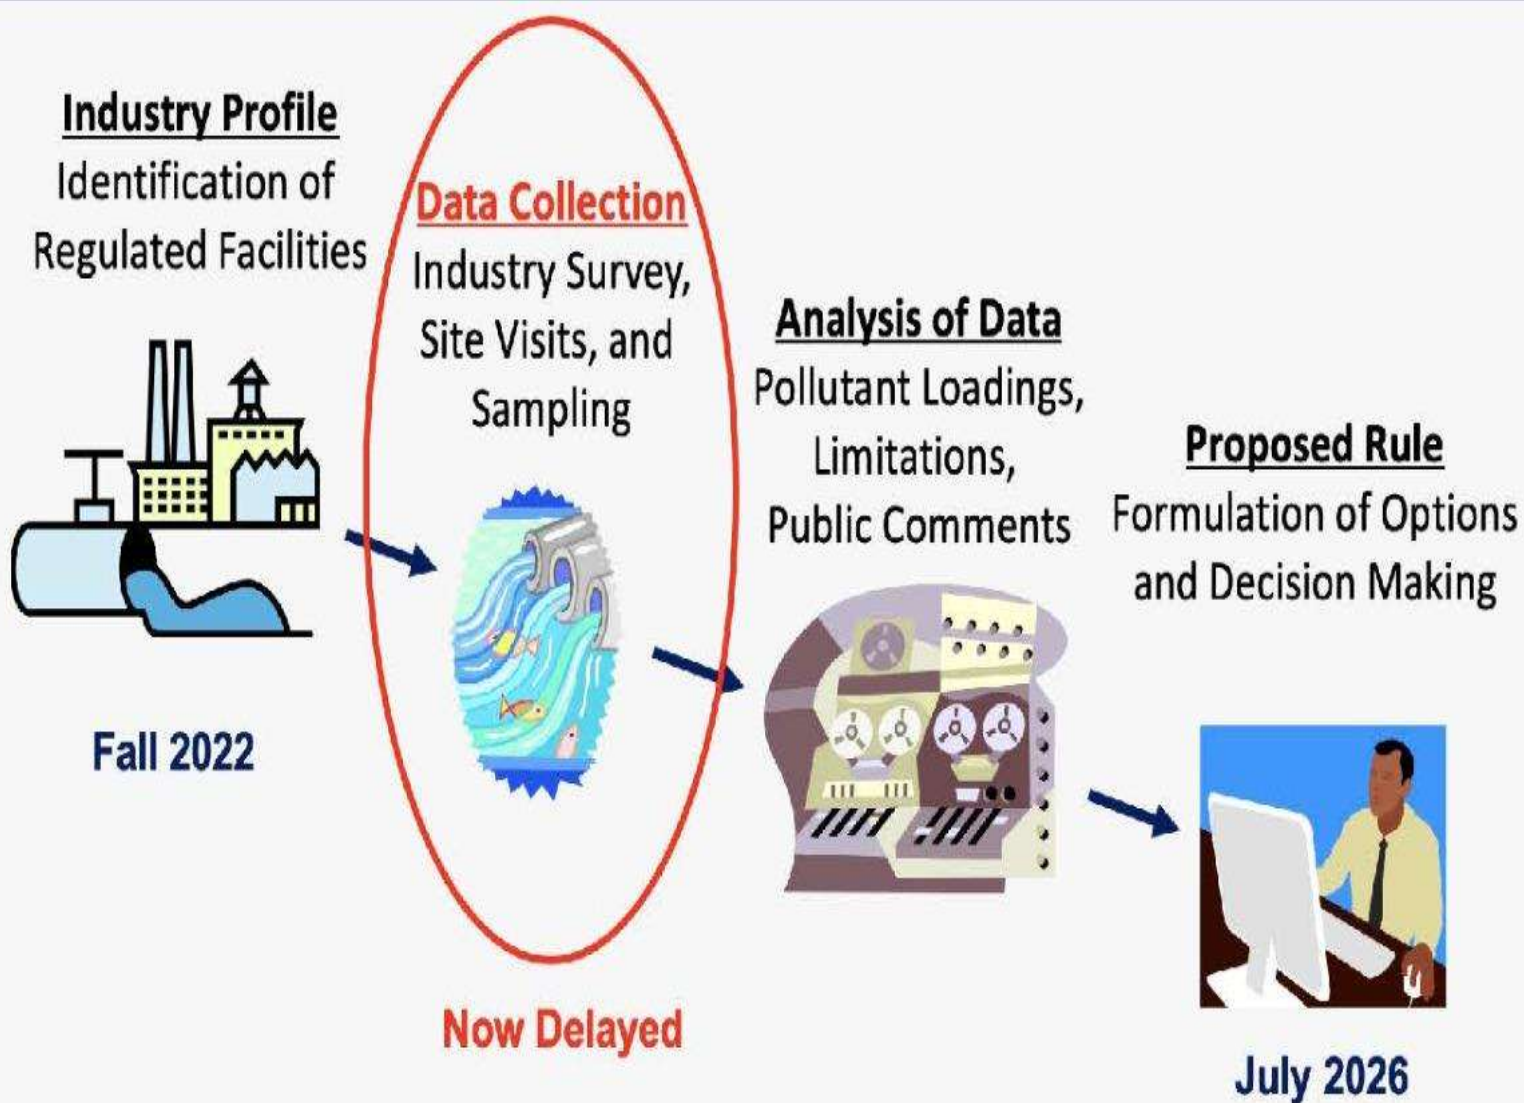 Industry Profile
Identification of
Regulated Facilities
Fall 2022
Data Collection
Industry Survey,
Site Visits, and
Sampling
Now Delayed
Analysis of Data
Pollutant Loadings,
Limitations,
Public Comments
Proposed Rule
Formulation of Options
and Decision Making
July 2026